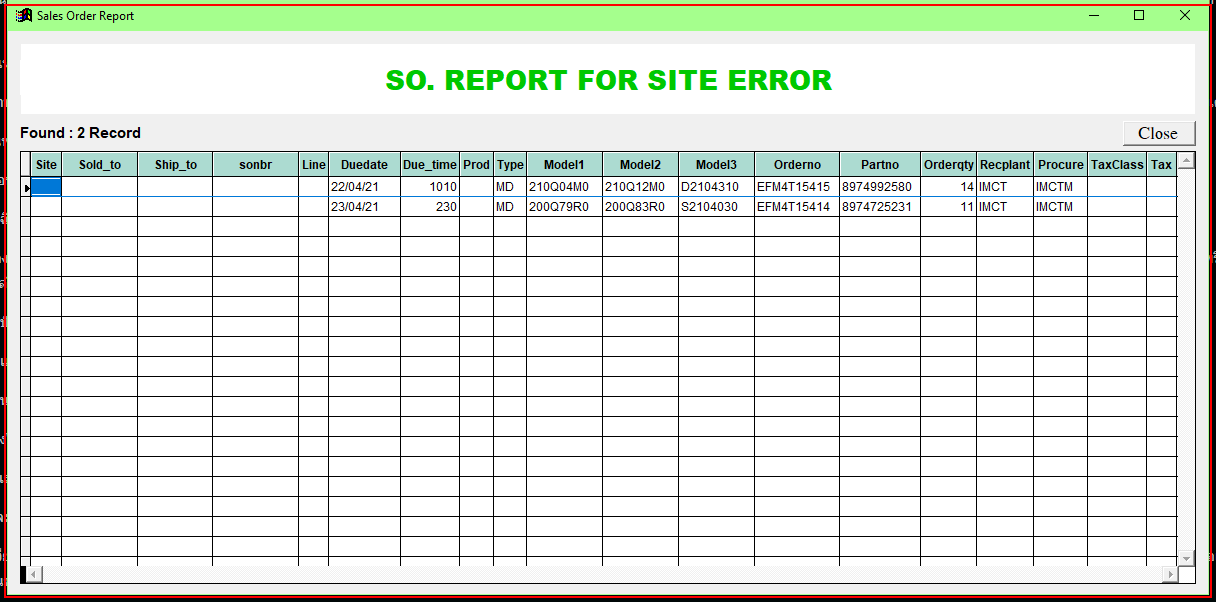 Sales Order Report
SO. REPORT FOR SITE ERROR
Found : 2 Record
Close
Site Sold_to Ship_to sonbr Line Duedate Due_time Prod Type Model1 Model2 Model3 Orderno Partno Orderqty Recplant Procure TaxClass Tax
22/04/21 1010 MD 210Q04M0 210Q12M0 D2104310 EFM4T15415 8974992580 14 IMCT IMCTM
23/04/21 230 MD 200Q79R0 200Q83R0 S2104030 EFM4T15414 8974725231 11 IMCT IMCTM